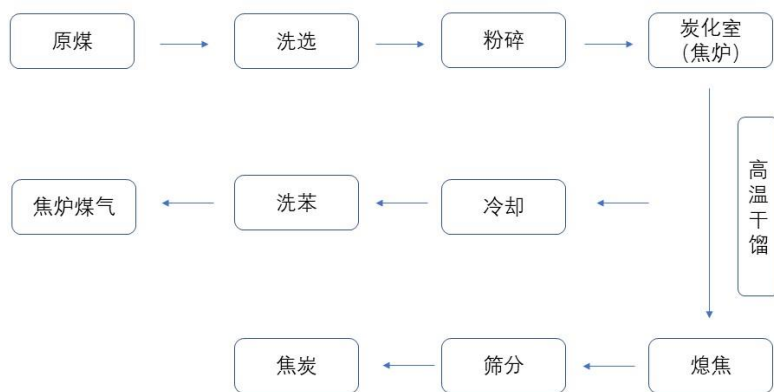 原煤
洗选
粉碎
炭化室
(焦炉)
高
温
干
馏
焦炉煤气
洗苯
冷却
焦炭
筛分
熄焦